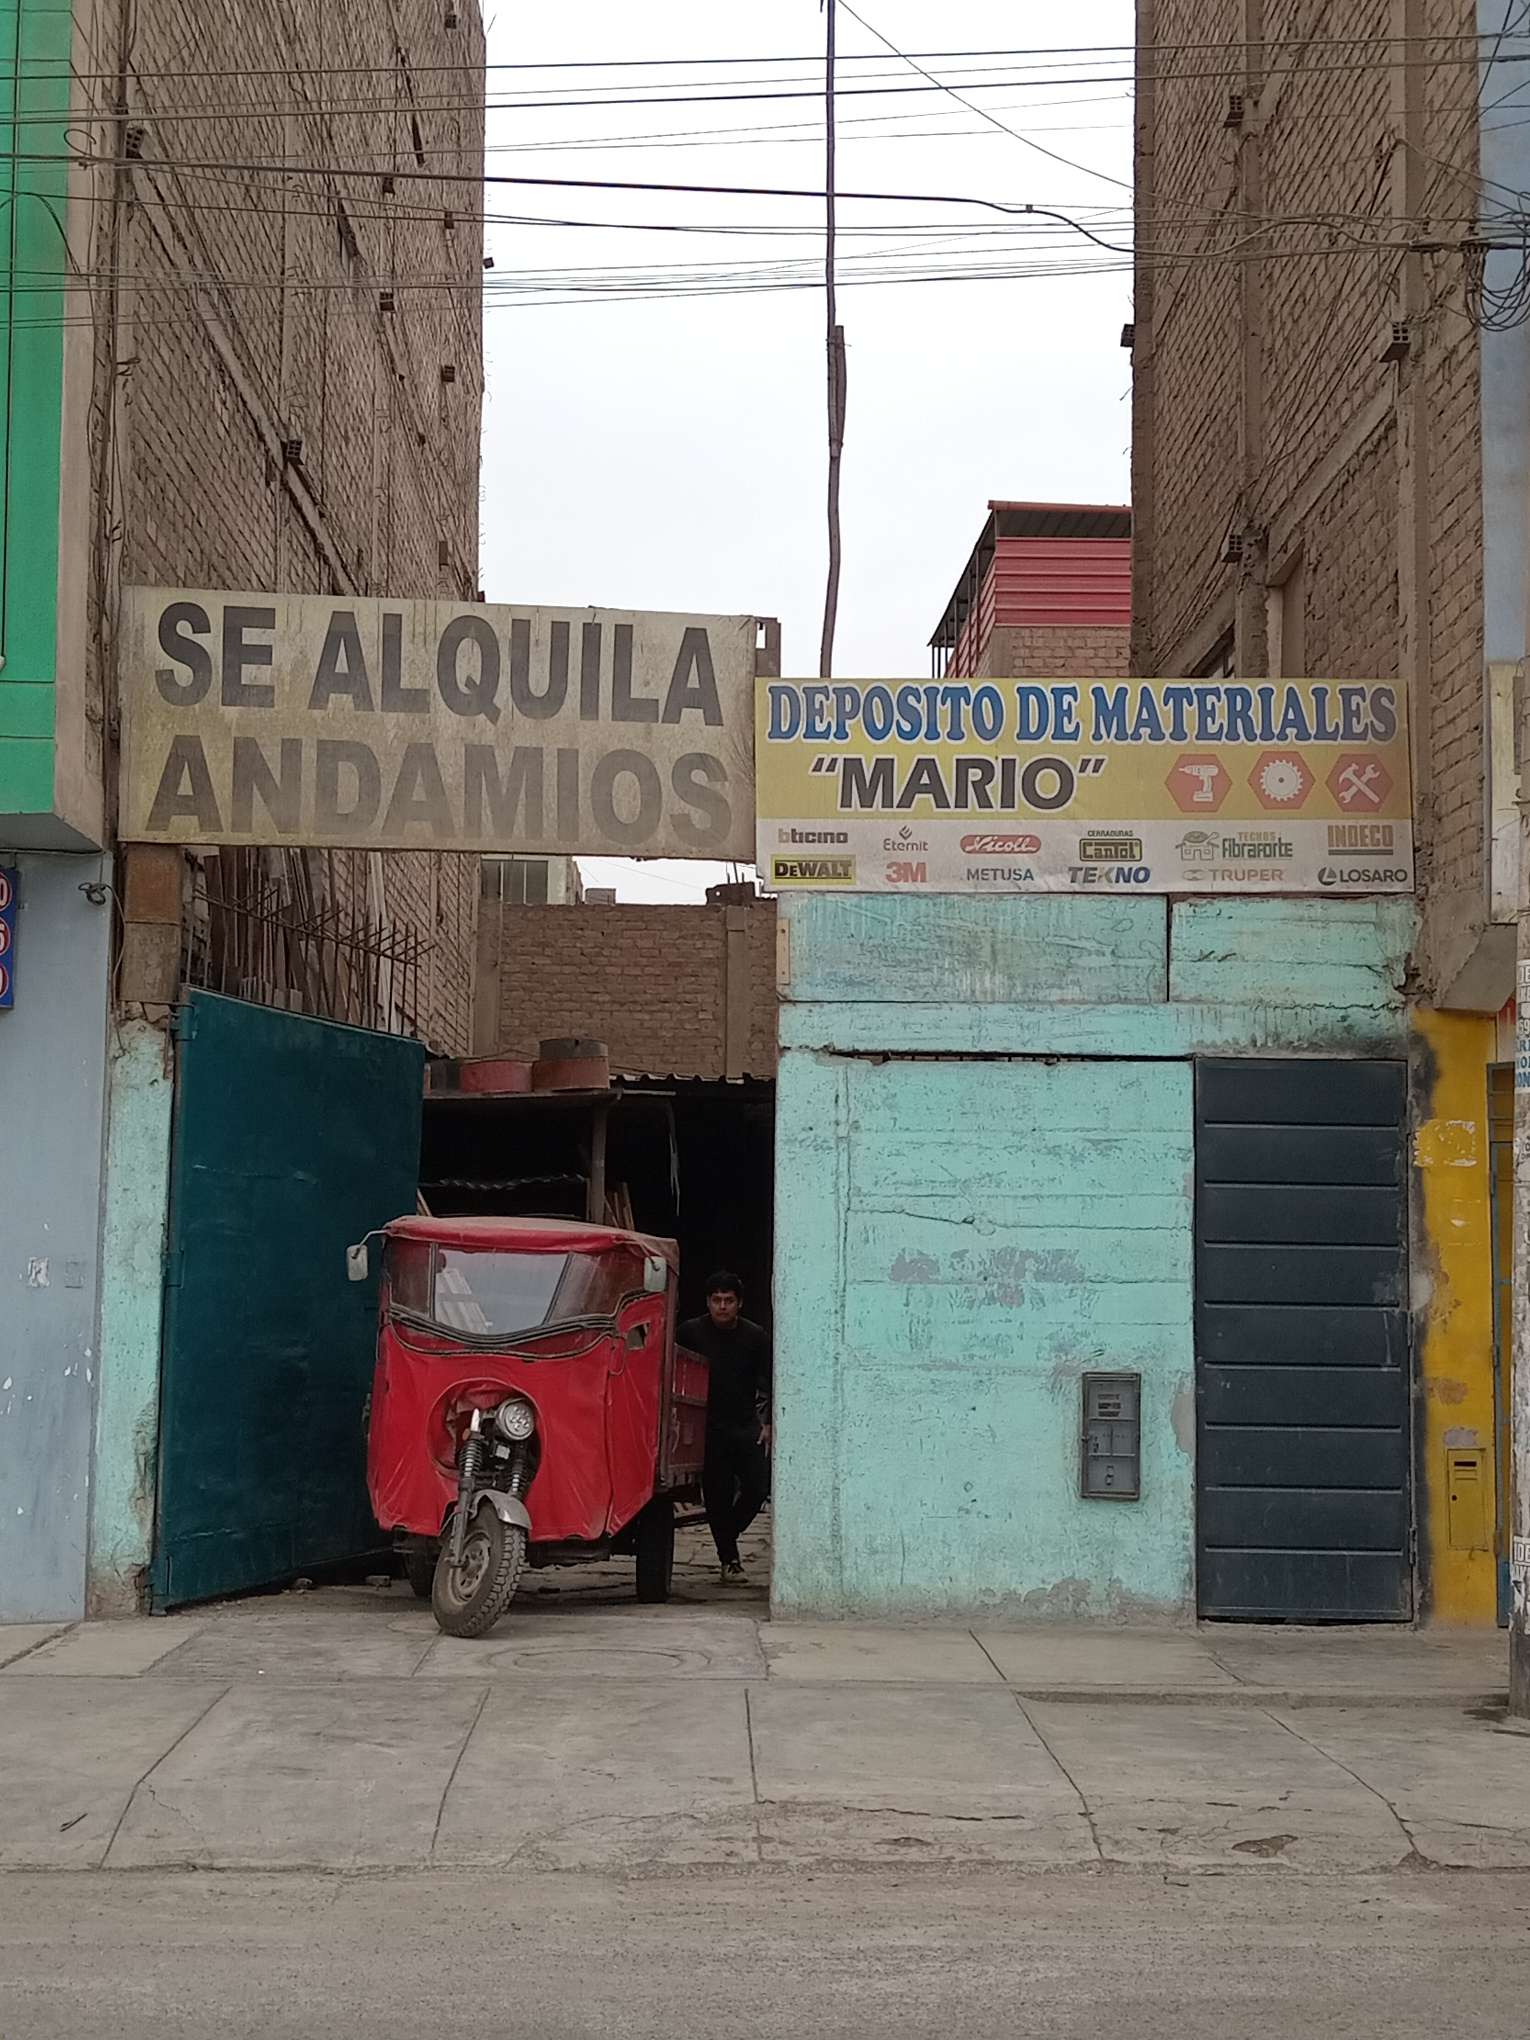 SE ALQUILA
ANDAMIOS
DEPOSITO DE MATERIALES
“MARIO”
bticino Eternit Nicoll CERRADURAS CANTOL TECHOS Fibraforte INDECO
DEWALT 3M METUSA TEKNO TRUPER LOSARO